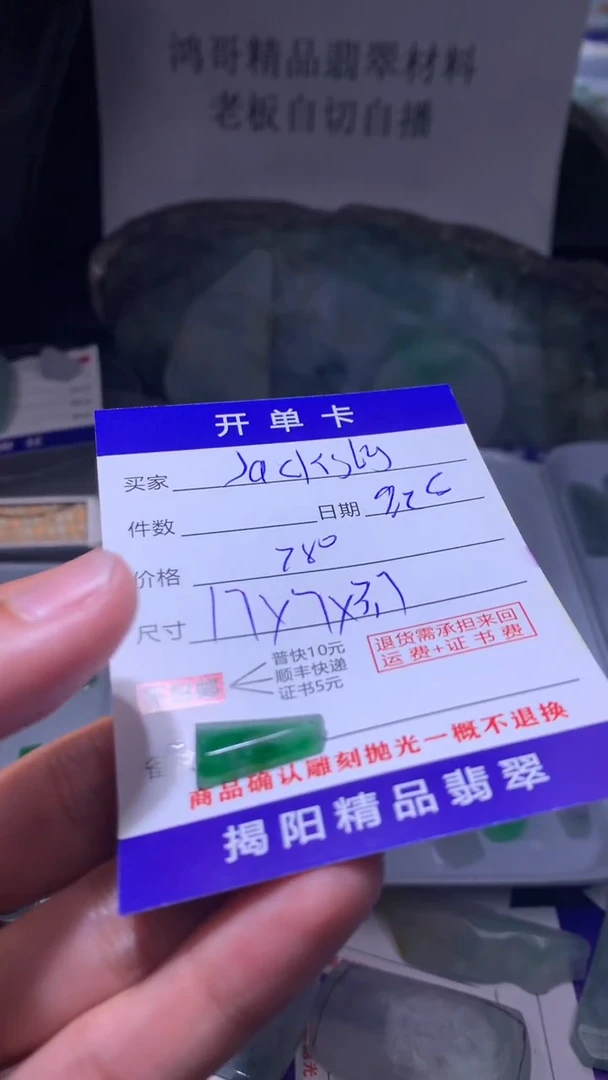 鸿哥精品翡翠材料
老板自切自播
开单卡
买家 Jacksly
件数 日期
价格 780
尺寸 17x7x3,7
普快10元
顺丰快递
证书5元
退货需承担来回
运费+证书费
商品确认雕刻抛光一概不退换
揭阳精品翡翠